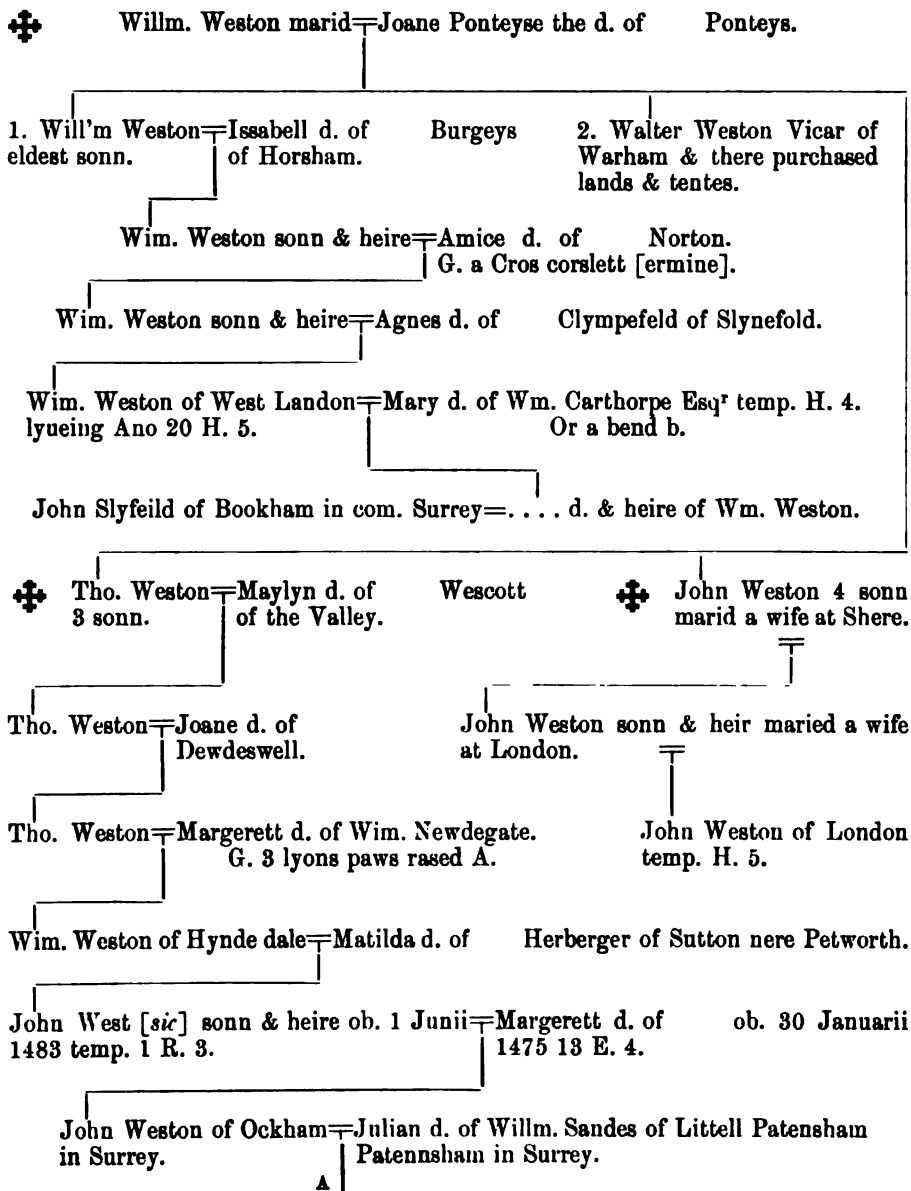 Willm. Weston marid=Joane Ponteyse the d. of Ponteys.
1. Will'm Weston=Issabell d. of Burgeys
eldest sonn. of Horsham.
2. Walter Weston Vicar of
Warham & there purchased
lands & tentes.
Wim. Weston sonn & heire=Amice d. of Norton.
G. a Cros corslett [ermine].
Wim. Weston sonn & heire=Agnes d. of Clympefeld of Slynefold.
Wim. Weston of West Landon=Mary d. of Wm. Carthorpe Esqr temp. H. 4.
lyueing Ano 20 H. 5. Or a bend b.
John Slyfeild of Bookham in com. Surrey=.... d. & heire of Wm. Weston.
Tho. Weston=Maylyn d. of Wescott
3 sonn. of the Valley.
John Weston 4 sonn
marid a wife at Shere.
Tho. Weston=Joane d. of
Dewdeswell.
John Weston sonn & heir maried a wife
at London.
Tho. Weston=Margerett d. of Wim. Newdegate.
G. 3 lyons paws rased A.
John Weston of London
temp. H. 5.
Wim. Weston of Hynde dale=Matilda d. of Herberger of Sutton nere Petworth.
John West [sic] sonn & heire ob. 1 Junii=Margerett d. of ob. 30 Januarii
1483 temp. 1 R. 3. 1475 13 E. 4.
John Weston of Ockham=Julian d. of Willm. Sandes of Littell Patensham
in Surrey. Patennsham in Surrey.
A